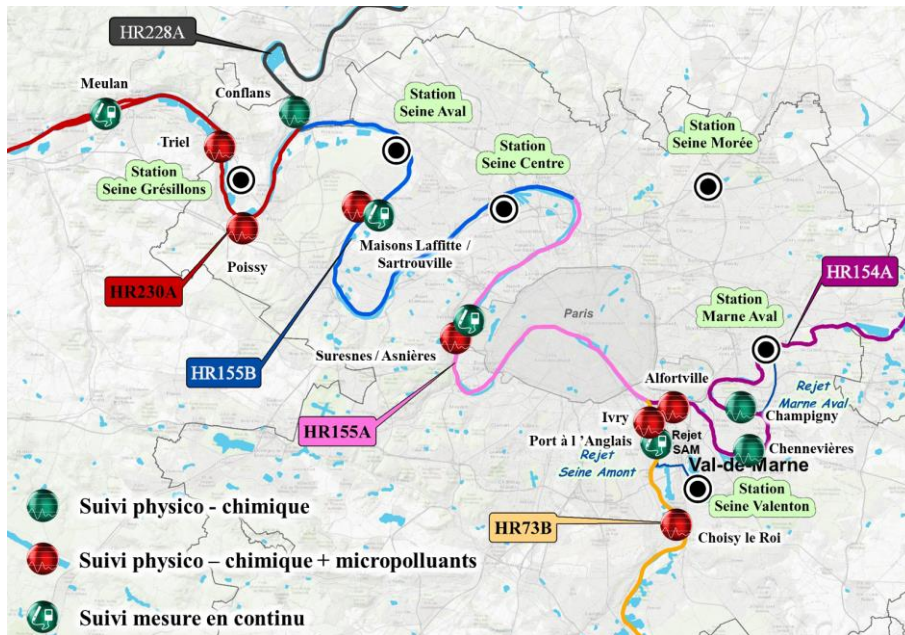 HR228A
Meulan
Conflans
Station
Seine Aval
Triel
Station
Seine Centre
Station
Seine Morée
Station
Seine Grésillons
Maisons Laffitte /
Sartrouville
Poissy
HR230A
HR154A
Station
Marne Aval
Paris
HR155B
Suresnes / Asnières
Alfortville
Rejet
Marne Aval
HR155A
Ivry
Champigny
Port à l 'Anglais
Rejet
SAM
Chennevières
Rejet
Seine Amont
Val-de-Marne
Station
Seine Valenton
HR73B
Choisy le Roi
Suivi physico - chimique
Suivi physico – chimique + micropolluants
Suivi mesure en continu